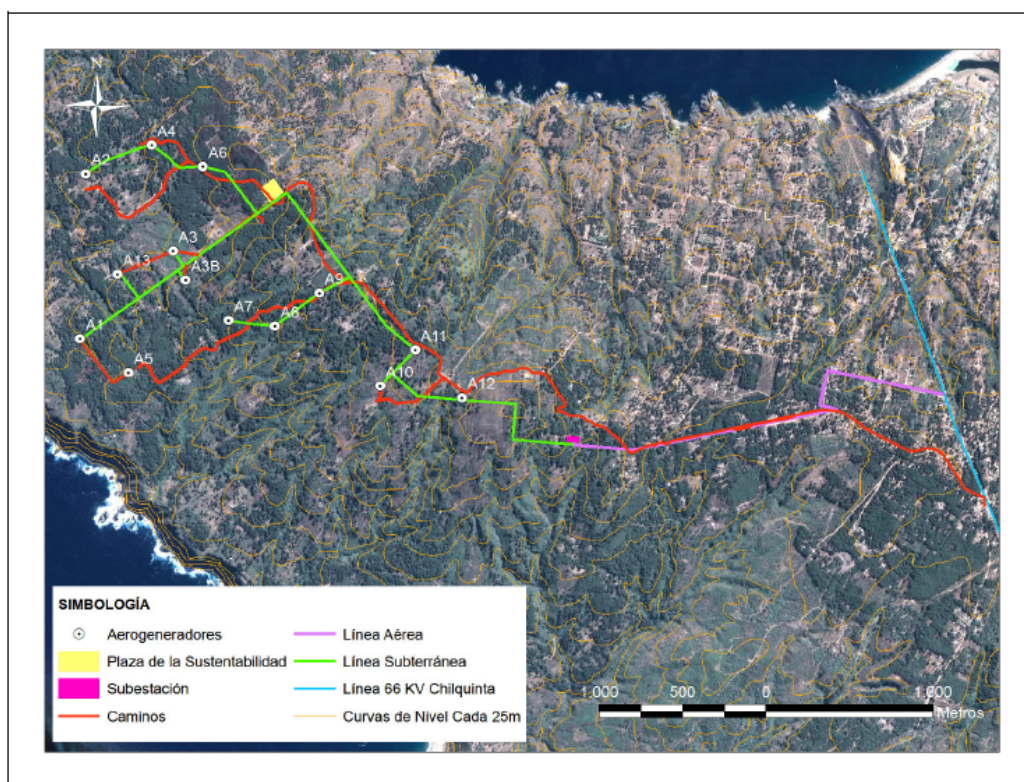 N
A4
A2
A6
A3
A13
A3B
A9
A7
A8
A1
A5
A11
A10
A12
SIMBOLOGÍA
Aerogeneradores
Plaza de la Sustentabilidad
Subestación
Caminos
Línea Aérea
Línea Subterránea
Línea 66 KV Chilquinta
Curvas de Nivel Cada 25m
1.000 500 0 1.000
Metros